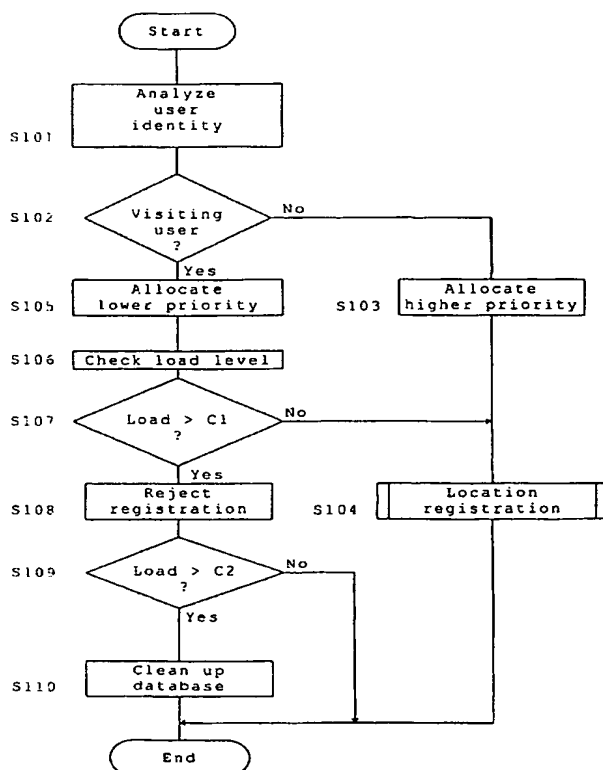 Start
Analyze
user
identity
S101
Visiting
user
?
No
S102
Yes
Allocate
lower priority
S105
S103
Allocate
higher priority
S106
Check load level
S107
Load > C1
?
No
Yes
Reject
registration
S108
S104
Location
registration
S109
Load > C2
?
No
Yes
Clean up
database
S110
End